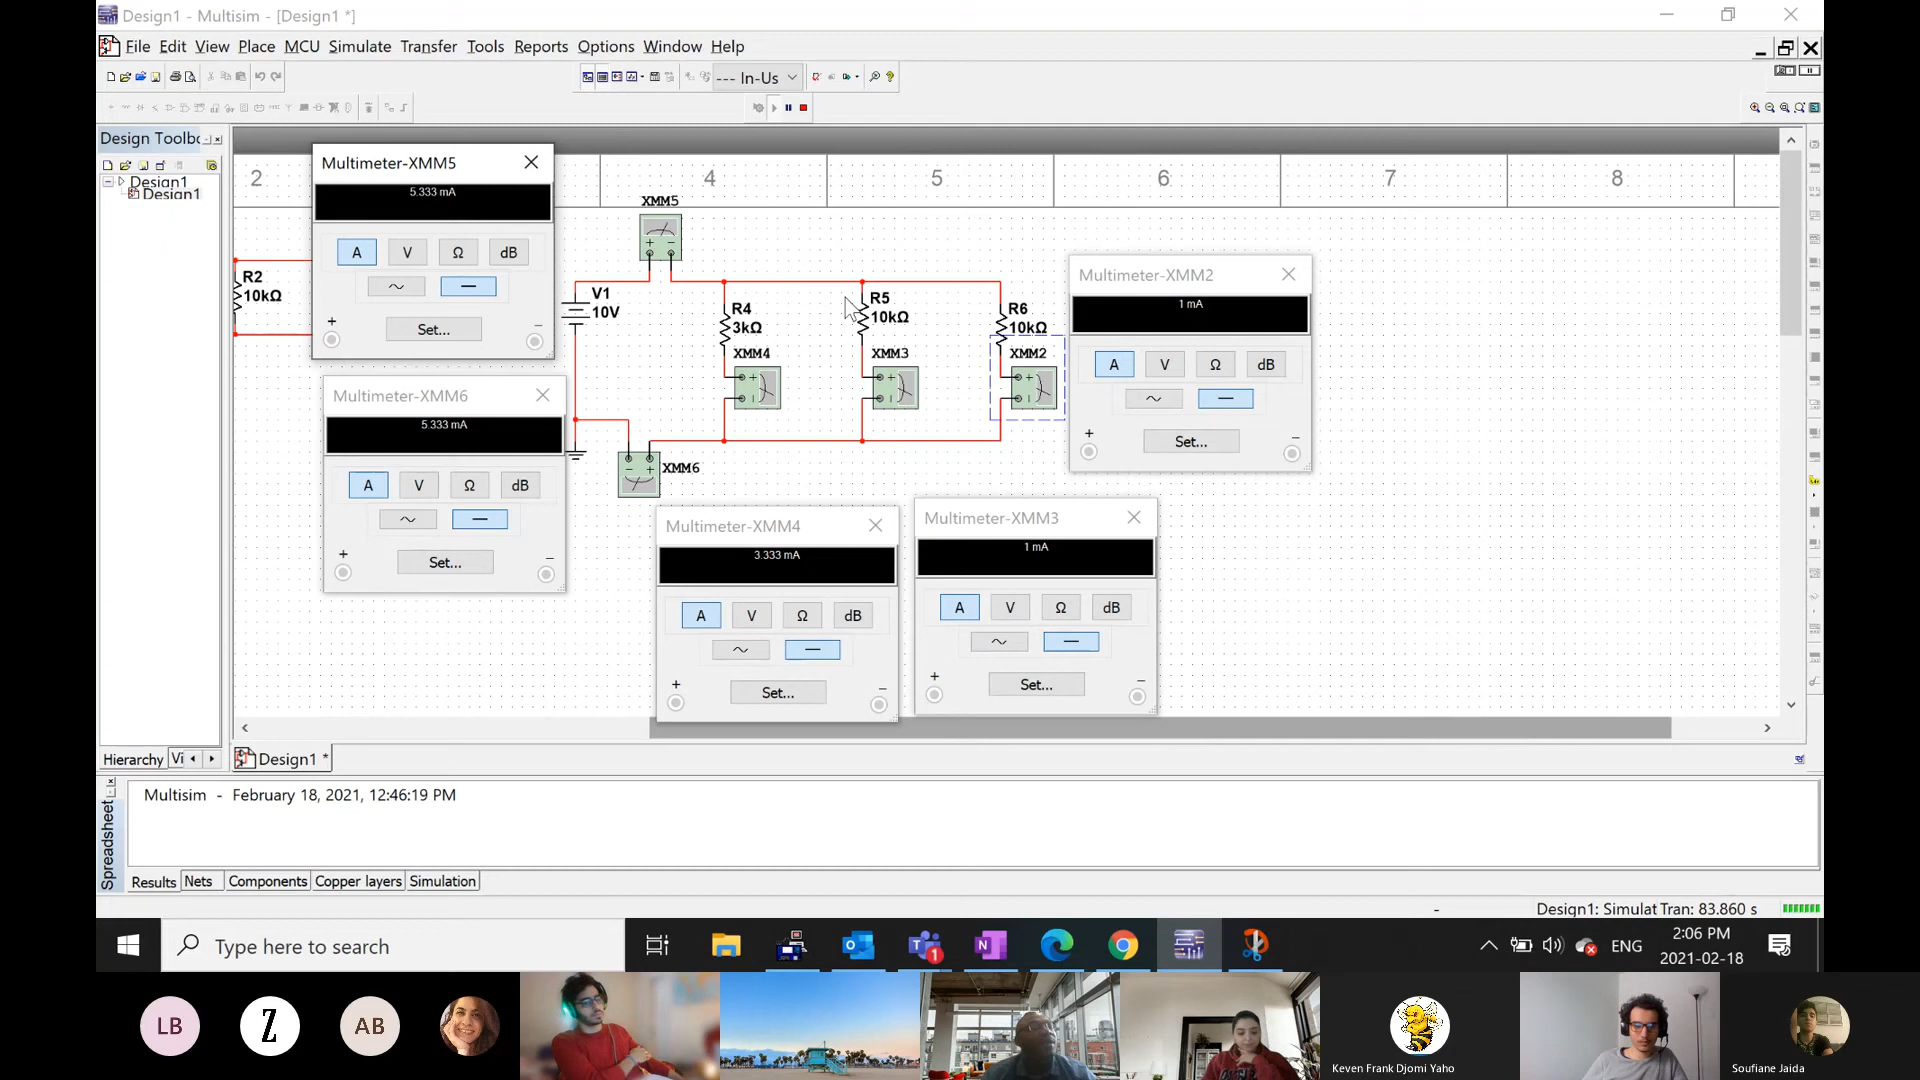 Design1 - Multisim - [Design1 *]
File Edit View Place MCU Simulate Transfer Tools Reports Options Window Help
--- In-Us
Design Toolbo
Design1
Design1
2 4 5 6 7 8
Multimeter-XMM5
5.333 mA
A V Ω dB
~ —
+ Set... -
R2
10kΩ
XMM5
V1
10V
R4
3kΩ
XMM4
R5
10kΩ
XMM3
R6
10kΩ
XMM2
XMM6
Multimeter-XMM2
1 mA
A V Ω dB
~ —
+ Set... -
Multimeter-XMM6
5.333 mA
A V Ω dB
~ —
+ Set... -
Multimeter-XMM4
3.333 mA
A V Ω dB
~ —
+ Set... -
Multimeter-XMM3
1 mA
A V Ω dB
~ —
+ Set... -
Hierarchy Vi
Design1 *
Spreadsheet
Multisim - February 18, 2021, 12:46:19 PM
Results Nets Components Copper layers Simulation
- Design1: Simulat Tran: 83.860 s
Type here to search
1
ENG
2:06 PM
2021-02-18
LB Z AB
Keven Frank Djomi Yaho
Soufiane Jaida